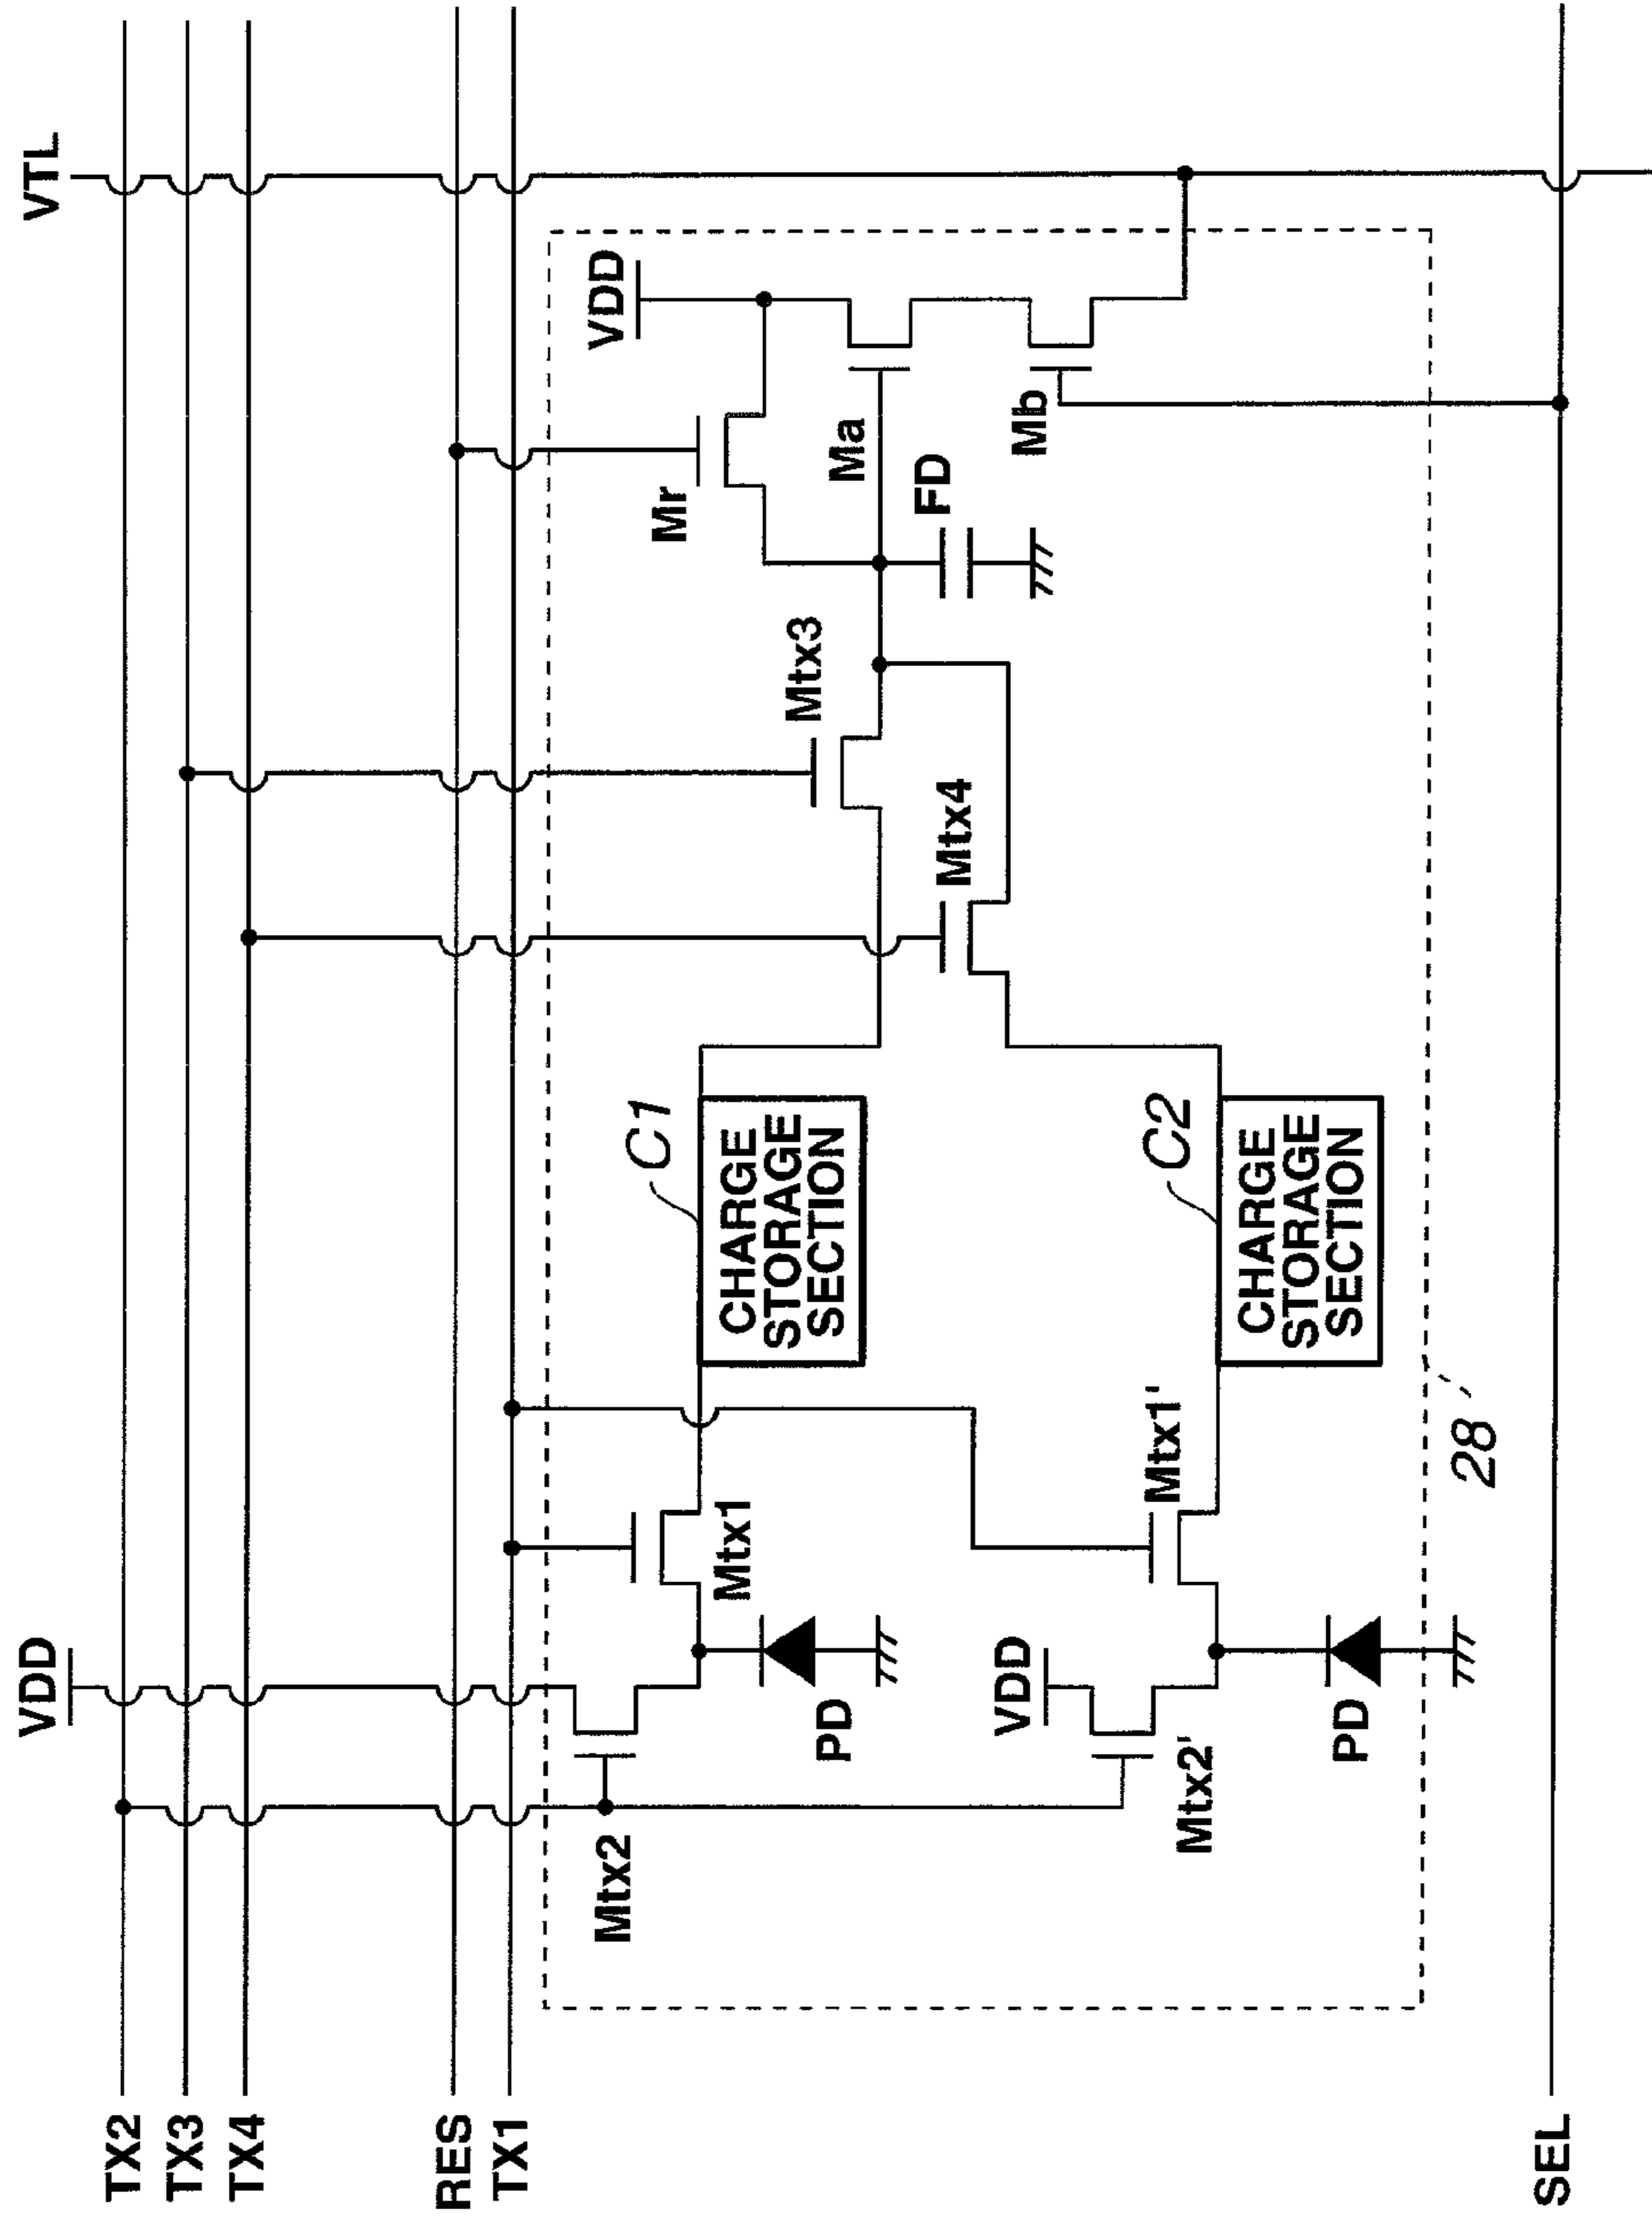 VTL
VDD
TX2
TX3
TX4
RES
TX1
VDD
Mr
Mtx3
Ma
FD
Mb
Mtx4
C1
CHARGE
STORAGE
SECTION
Mtx1
Mtx2
PD
C2
CHARGE
STORAGE
SECTION
VDD
Mtx1'
Mtx2'
PD
28'
SEL